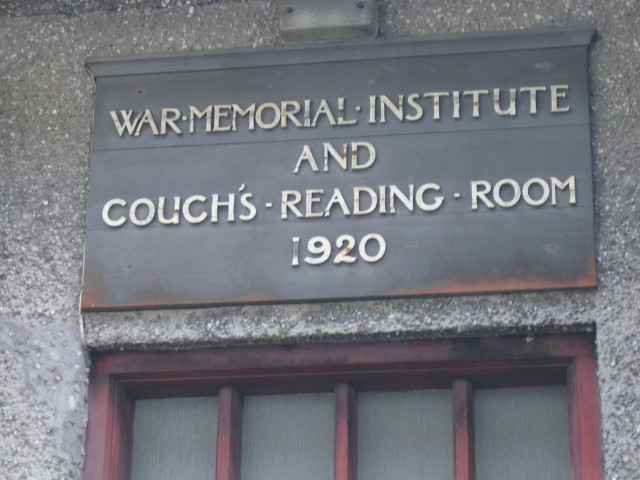 WAR·MEMORIAL·INSTITUTE
AND
COUCH'S·READING·ROOM
1920